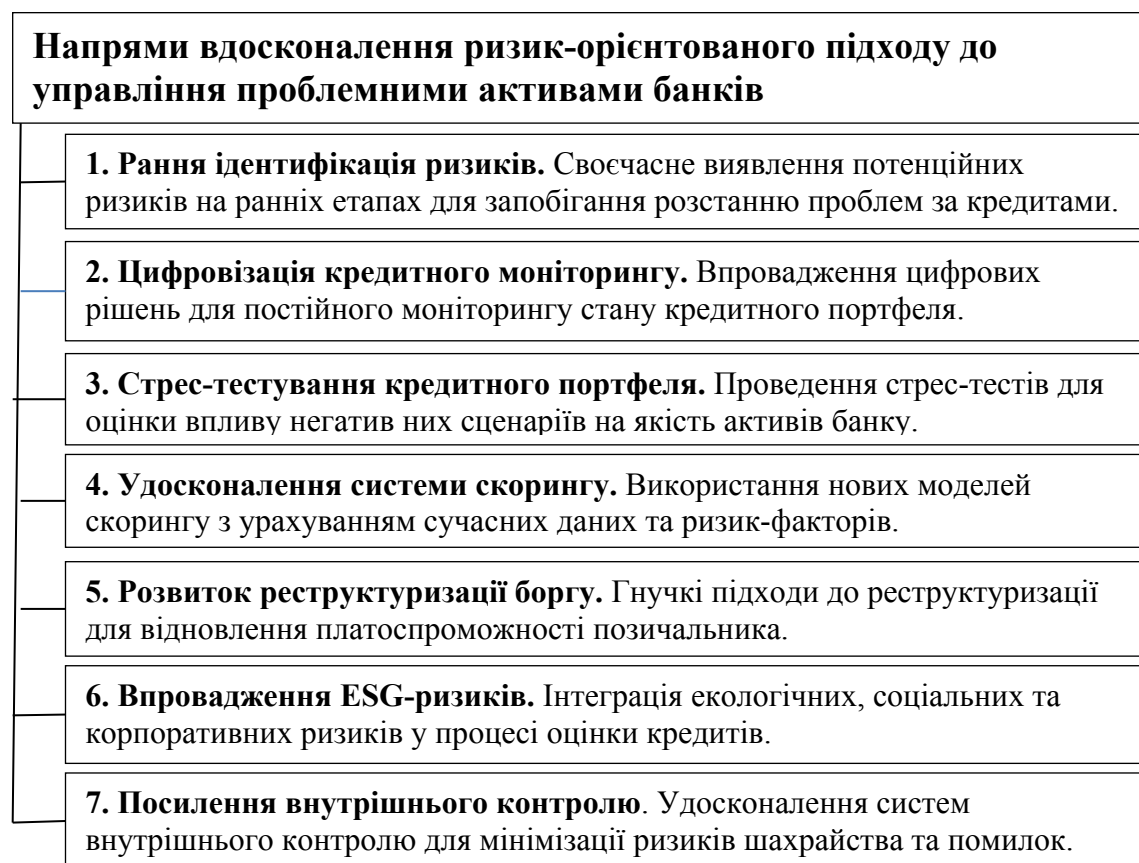 Напрями вдосконалення ризик-орієнтованого підходу до
управління проблемними активами банків
1. Рання ідентифікація ризиків. Своєчасне виявлення потенційних
ризиків на ранніх етапах для запобігання розстанню проблем за кредитами.
2. Цифровізація кредитного моніторингу. Впровадження цифрових
рішень для постійного моніторингу стану кредитного портфеля.
3. Стрес-тестування кредитного портфеля. Проведення стрес-тестів для
оцінки впливу негатив них сценаріїв на якість активів банку.
4. Удосконалення системи скорингу. Використання нових моделей
скорингу з урахуванням сучасних даних та ризик-факторів.
5. Розвиток реструктуризації боргу. Гнучкі підходи до реструктуризації
для відновлення платоспроможності позичальника.
6. Впровадження ESG-ризиків. Інтеграція екологічних, соціальних та
корпоративних ризиків у процесі оцінки кредитів.
7. Посилення внутрішнього контролю. Удосконалення систем
внутрішнього контролю для мінімізації ризиків шахрайства та помилок.